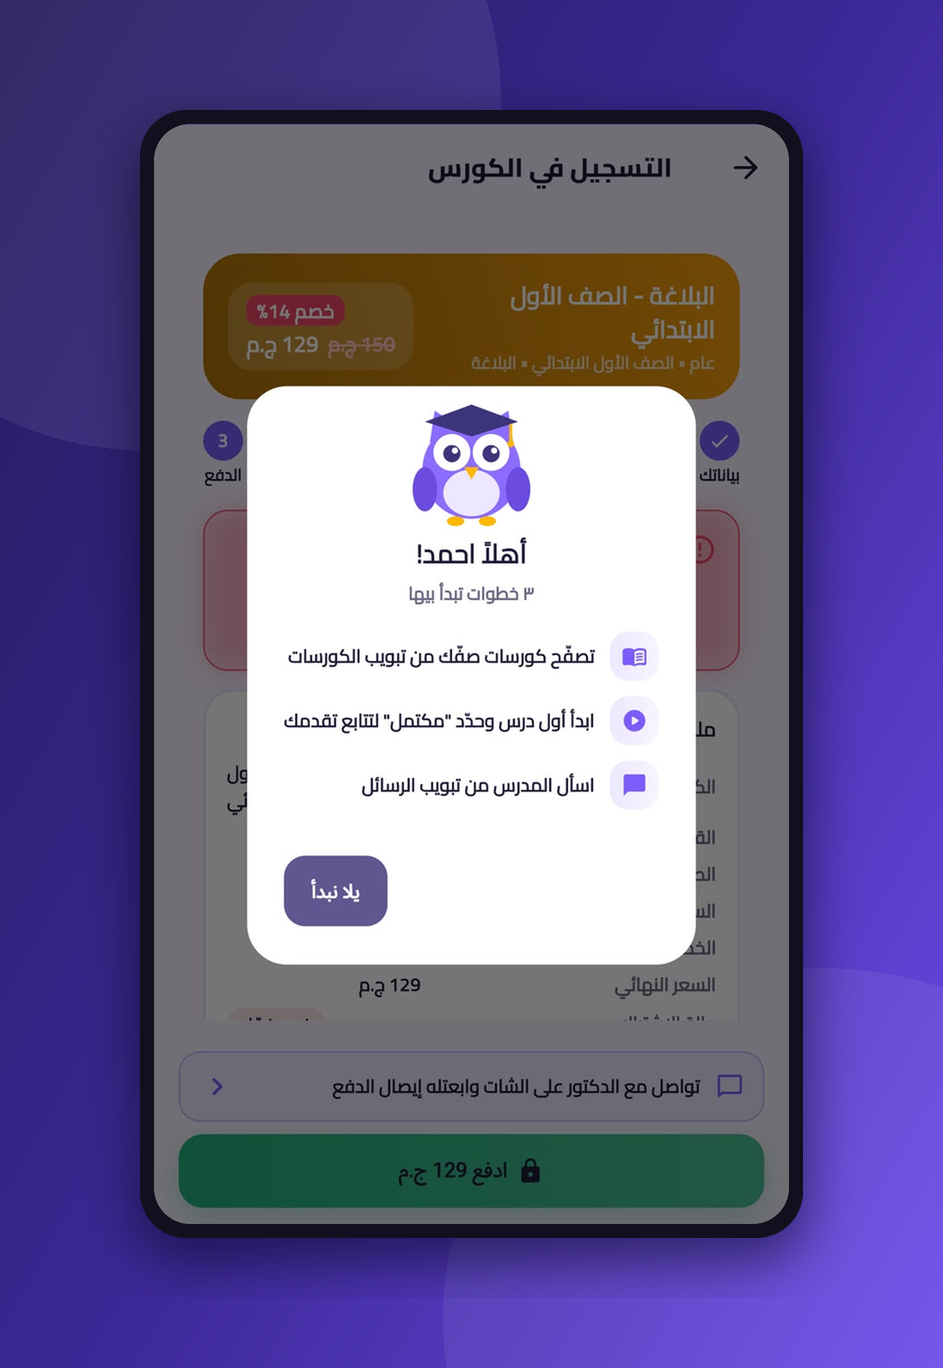 التسجيل في الكورس
البلاغة - الصف الأول
الابتدائي
عام • الصف الأول الابتدائي • البلاغة
خصم 14%
150 ج.م 129 ج.م
بياناتك
3
الدفع
أهلاً احمد!
٣ خطوات تبدأ بيها
تصفّح كورسات صفّك من تبويب الكورسات
ابدأ أول درس وحدّد "مكتمل" لتتابع تقدمك
اسأل المدرس من تبويب الرسائل
يلا نبدأ
السعر النهائي
129 ج.م
تواصل مع الدكتور على الشات وابعتله إيصال الدفع
ادفع 129 ج.م